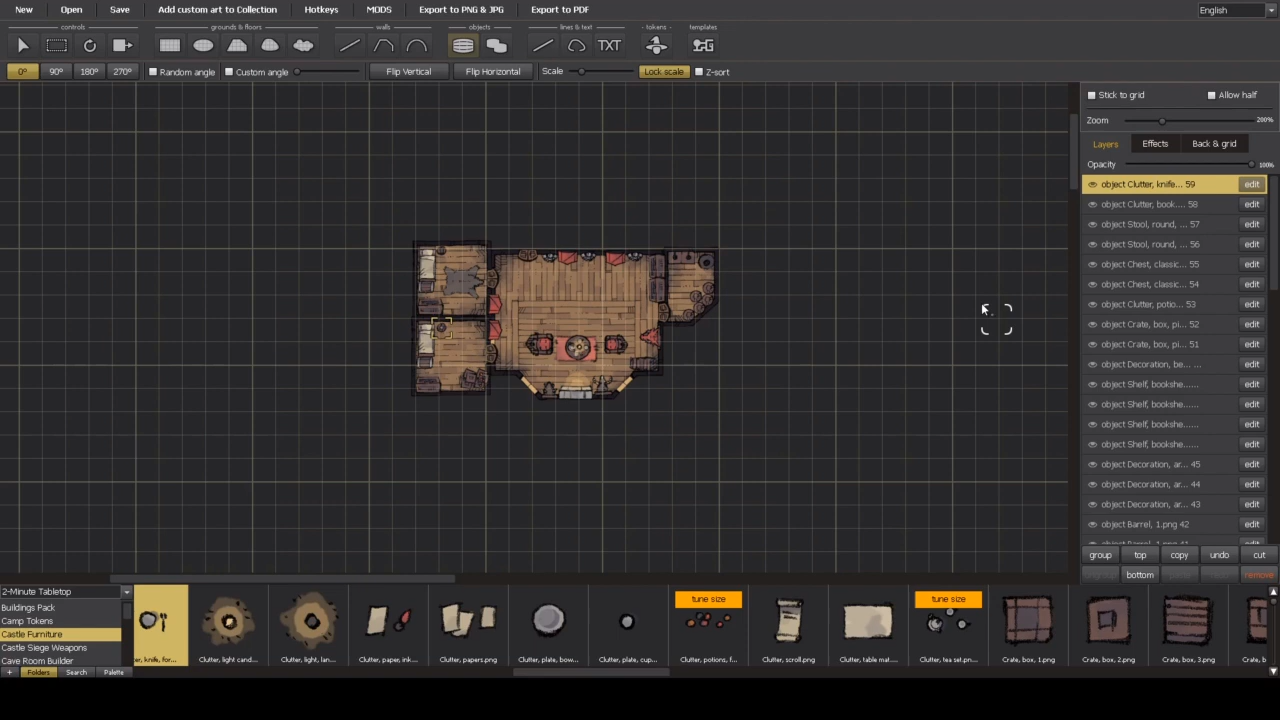 New Open Save Add custom art to Collection Hotkeys MODS Export to PNG & JPG Export to PDF English
controls grounds & floors walls objects lines & text tokens templates
TXT
0º 90º 180º 270º Random angle Custom angle Flip Vertical Flip Horizontal Scale Lock scale Z-sort
Stick to grid Allow half
Zoom 200%
Layers Effects Back & grid
Opacity 100%
object Clutter, knife... 59 edit
object Clutter, book.... 58 edit
object Stool, round, ... 57 edit
object Stool, round, ... 56 edit
object Chest, classic... 55 edit
object Chest, classic... 54 edit
object Clutter, potio... 53 edit
object Crate, box, pi... 52 edit
object Crate, box, pi... 51 edit
object Decoration, be... ... edit
object Shelf, bookshe...... edit
object Shelf, bookshe...... edit
object Shelf, bookshe...... edit
object Shelf, bookshe...... edit
object Decoration, ar... 45 edit
object Decoration, ar... 44 edit
object Decoration, ar... 43 edit
object Barrel, 1.png 42 edit
group top copy undo cut
bottom remove
2-Minute Tabletop
Buildings Pack
Camp Tokens
Castle Furniture
Castle Siege Weapons
Cave Room Builder
+ Folders Search Palette
tune size tune size
er, knife, for... Clutter, light cand... Clutter, light, lan... Clutter, paper, ink... Clutter, papers.png Clutter, plate, bow... Clutter, plate, cup... Clutter, potions, f... Clutter, scroll.png Clutter, table mat.... Clutter, tea set.pn... Crate, box, 1.png Crate, box, 2.png Crate, box, 3.png Crate, b